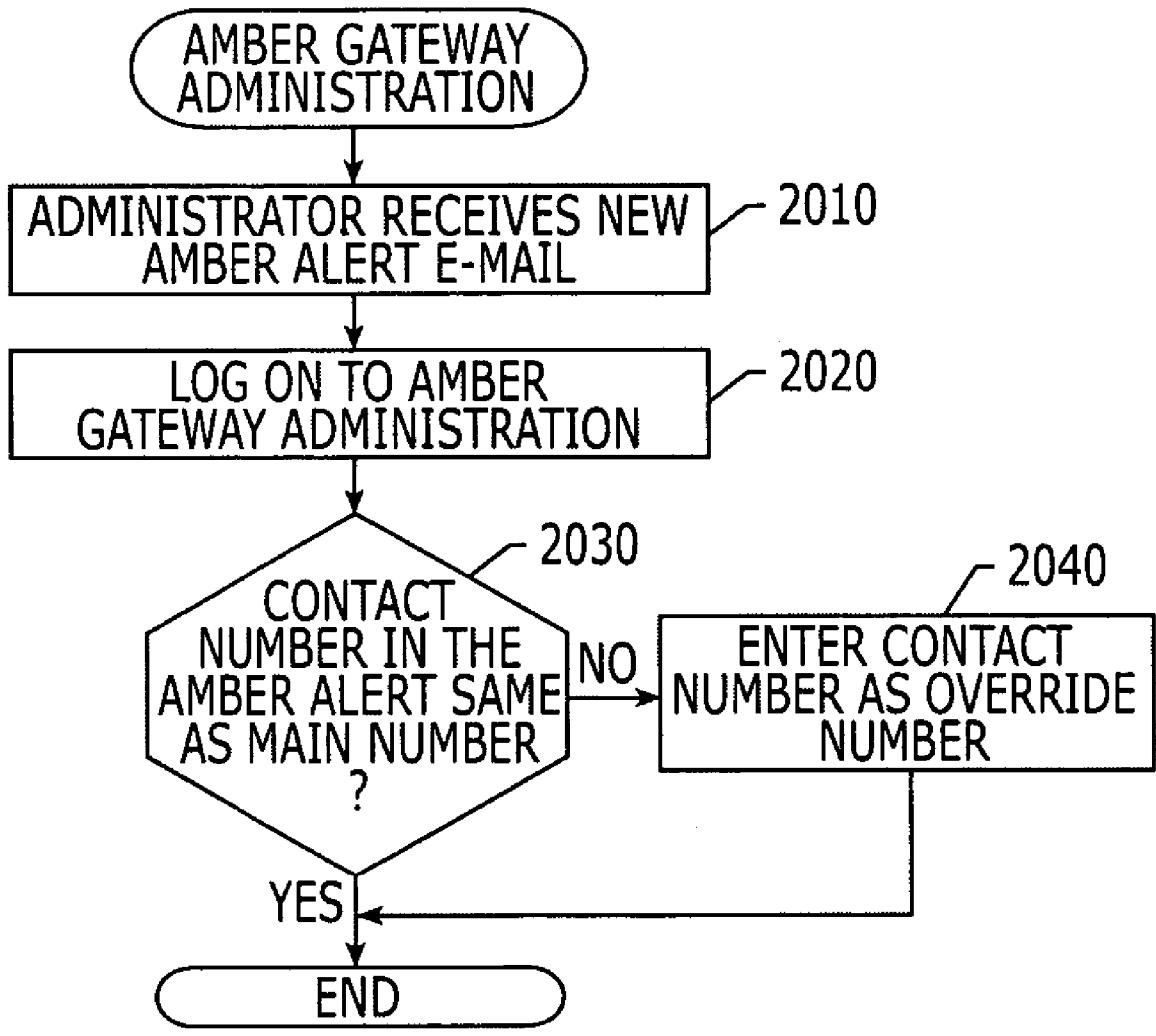 AMBER GATEWAY
ADMINISTRATION
ADMINISTRATOR RECEIVES NEW
AMBER ALERT E-MAIL
2010
LOG ON TO AMBER
GATEWAY ADMINISTRATION
2020
CONTACT
NUMBER IN THE
AMBER ALERT SAME
AS MAIN NUMBER
?
2030
NO
ENTER CONTACT
NUMBER AS OVERRIDE
NUMBER
2040
YES
END